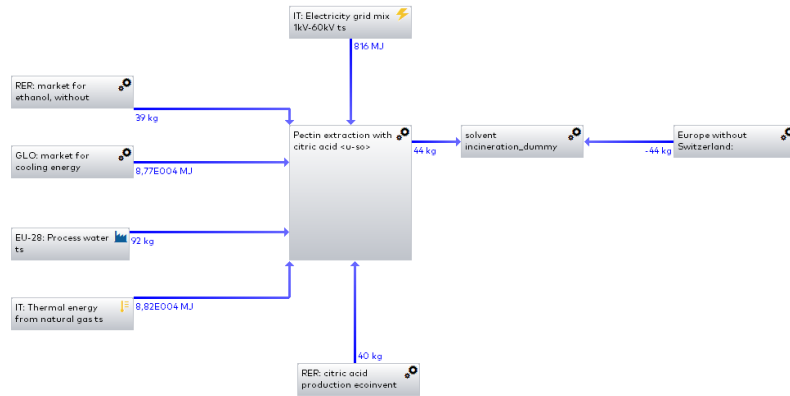 IT: Electricity grid mix
1kV-60kV ts
816 MJ
RER: market for
ethanol, without
39 kg
GLO: market for
cooling energy
8,77E004 MJ
EU-28: Process water
ts
92 kg
IT: Thermal energy
from natural gas ts
8,82E004 MJ
Pectin extraction with
citric acid <u-so>
44 kg
solvent
incineration_dummy
-44 kg
Europe without
Switzerland:
40 kg
RER: citric acid
production ecoinvent